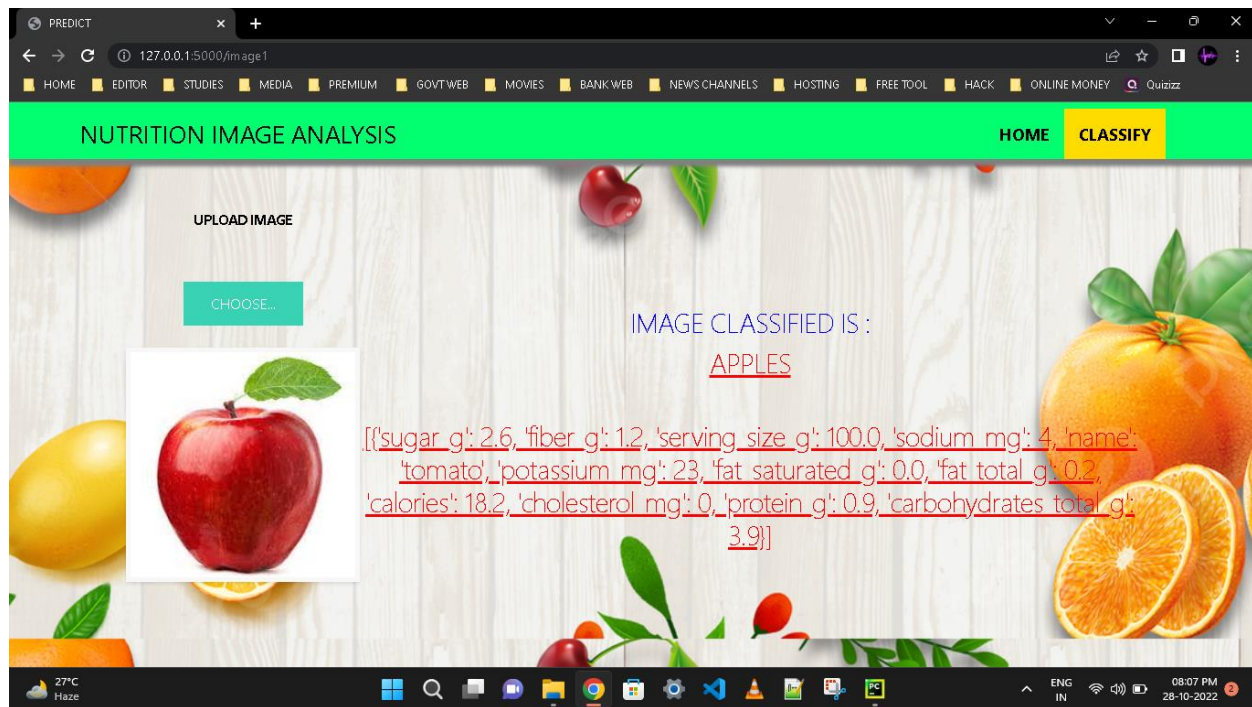 PREDICT
127.0.0.1:5000/image1
HOME EDITOR STUDIES MEDIA PREMIUM GOVT WEB MOVIES BANK WEB NEWS CHANNELS HOSTING FREE TOOL HACK ONLINE MONEY Quizizz
NUTRITION IMAGE ANALYSIS HOME CLASSIFY
UPLOAD IMAGE
CHOOSE...
IMAGE CLASSIFIED IS :
APPLES
[{'sugar_g': 2.6, 'fiber_g': 1.2, 'serving_size_g': 100.0, 'sodium_mg': 4, 'name':
'tomato', 'potassium_mg': 23, 'fat_saturated_g': 0.0, 'fat_total_g': 0.2,
'calories': 18.2, 'cholesterol_mg': 0, 'protein_g': 0.9, 'carbohydrates_total_g':
3.9}]
27°C
Haze
ENG
IN
08:07 PM
28-10-2022
2